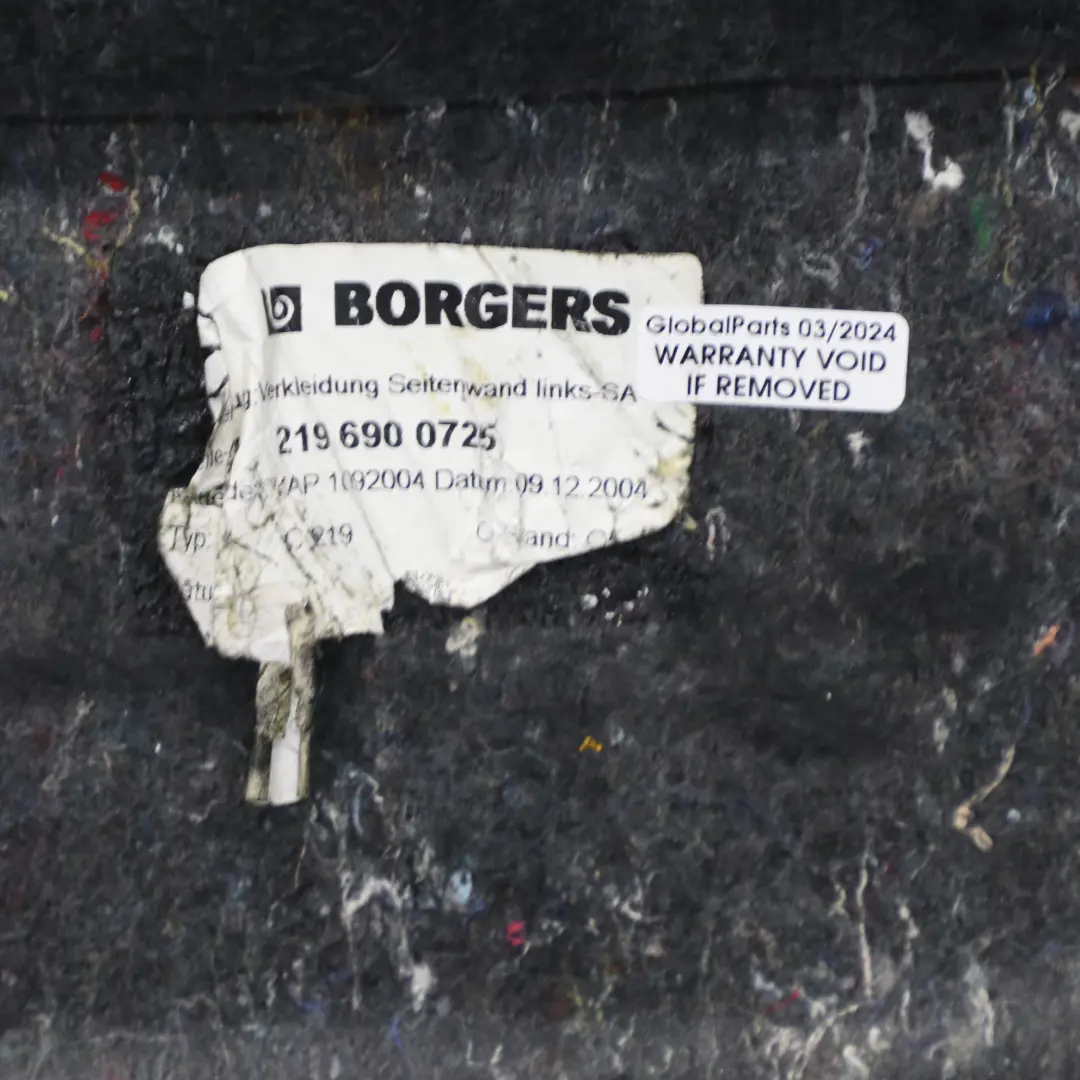 BORGERS
GlobalParts 03/2024
WARRANTY VOID
IF REMOVED
Verkleidung Seitenwand links-SA
219 690 0725
AP 1092004 Datum 09.12.2004
Typ: C 219